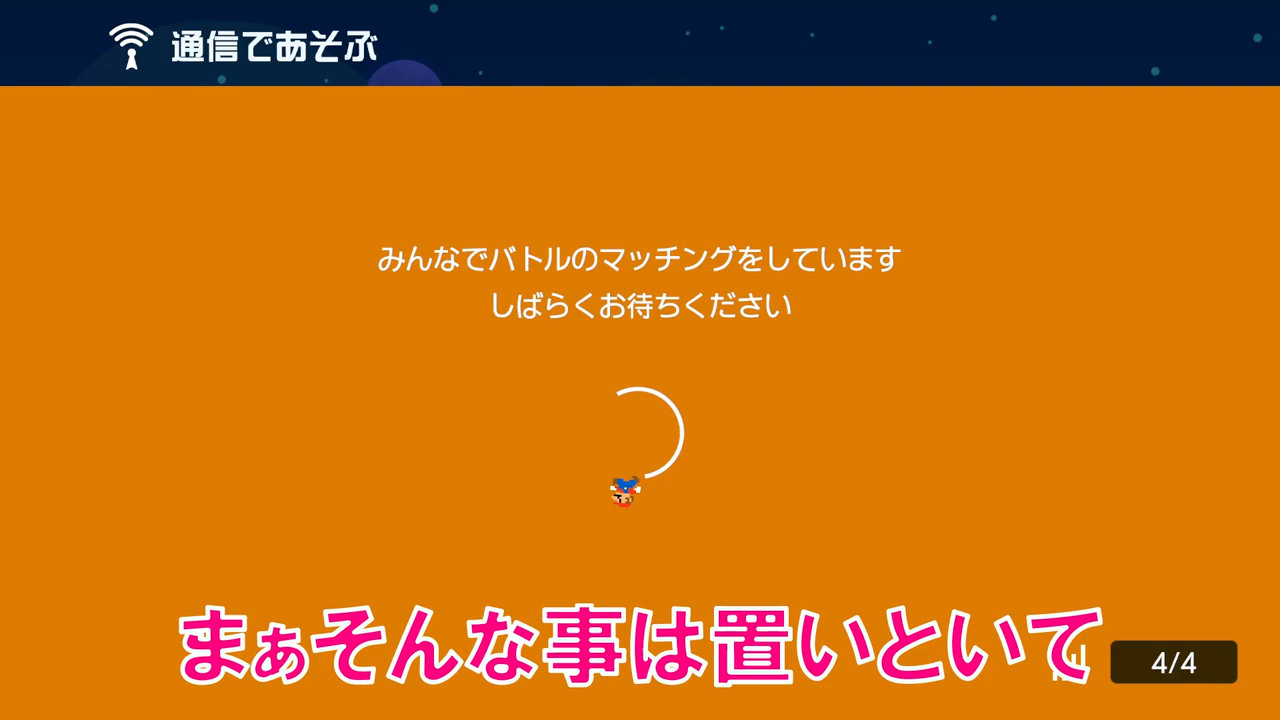 通信であそぶ
みんなでバトルのマッチングをしています
しばらくお待ちください
まぁそんな事は置いといて
4/4